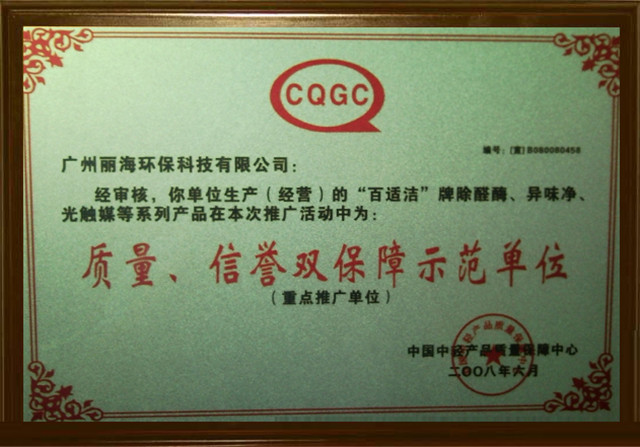 CQGC
编号：[宣] B080080458
广州丽海环保科技有限公司：
经审核，你单位生产（经营）的“百适洁”牌除醛酶、异味净、
光触媒等系列产品在本次推广活动中为：
质量、信誉双保障示范单位
（重点推广单位）
中国中轻产品质量保障中心
二〇〇八年六月